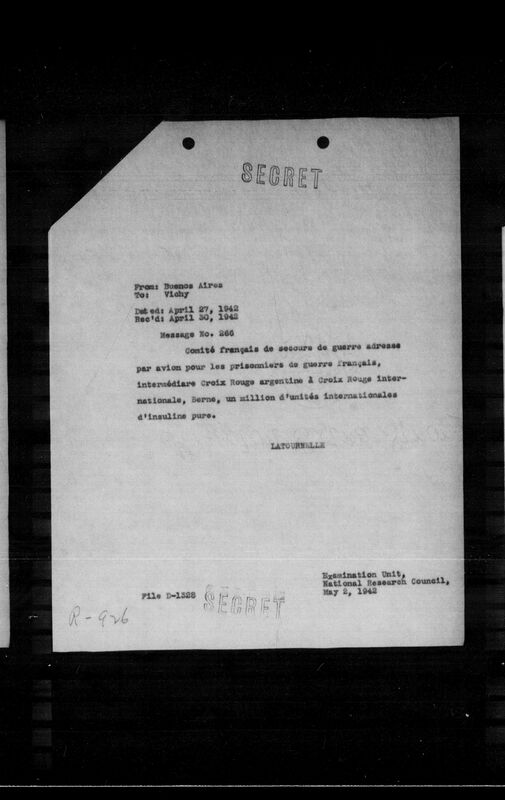 SECRET
From: Buenos Aires
To: Vichy
Dated: April 27, 1942
Rec'd: April 30, 1942
Message No. 266
Comité français de secours de guerre adresse
par avion pour les prisonniers de guerre français,
intermédiare Croix Rouge argentine à Croix Rouge inter-
nationale, Berne, un million d'unités internationales
d'insuline pure.
LATOURNELLE
Examination Unit,
National Research Council,
May 2, 1942
File D-1328
SECRET
R-926